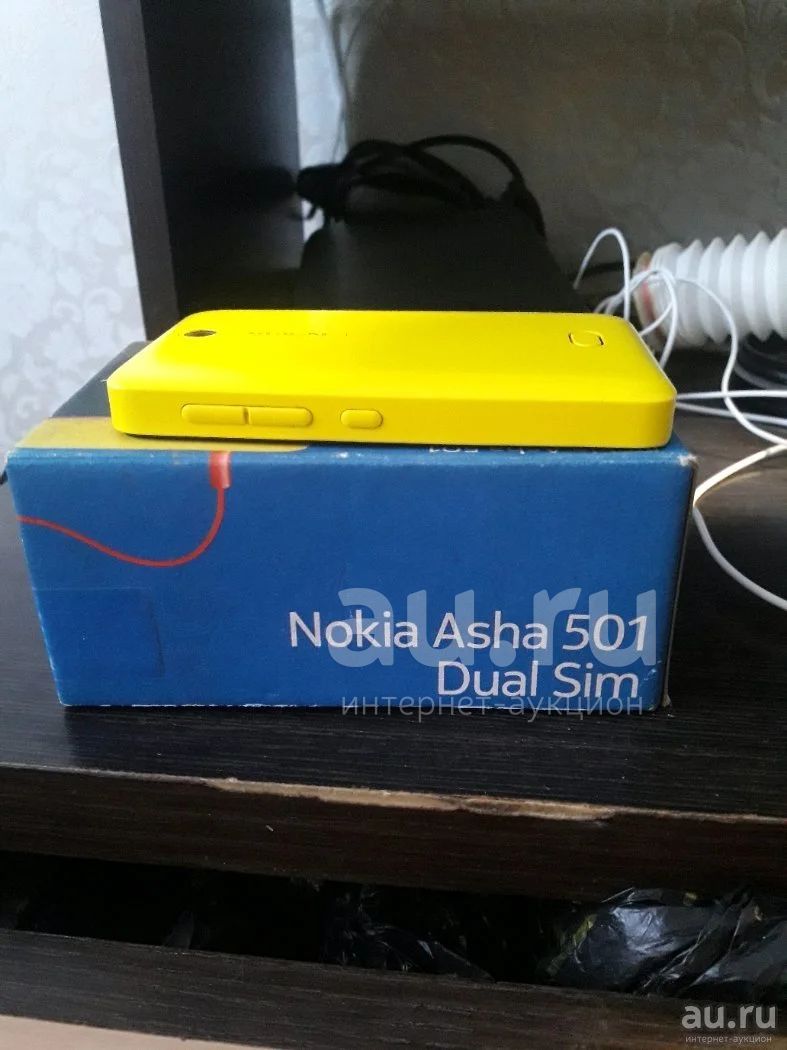 Nokia Asha 501
Dual Sim
au.ru
интернет-аукцион
au.ru
интернет-аукцион